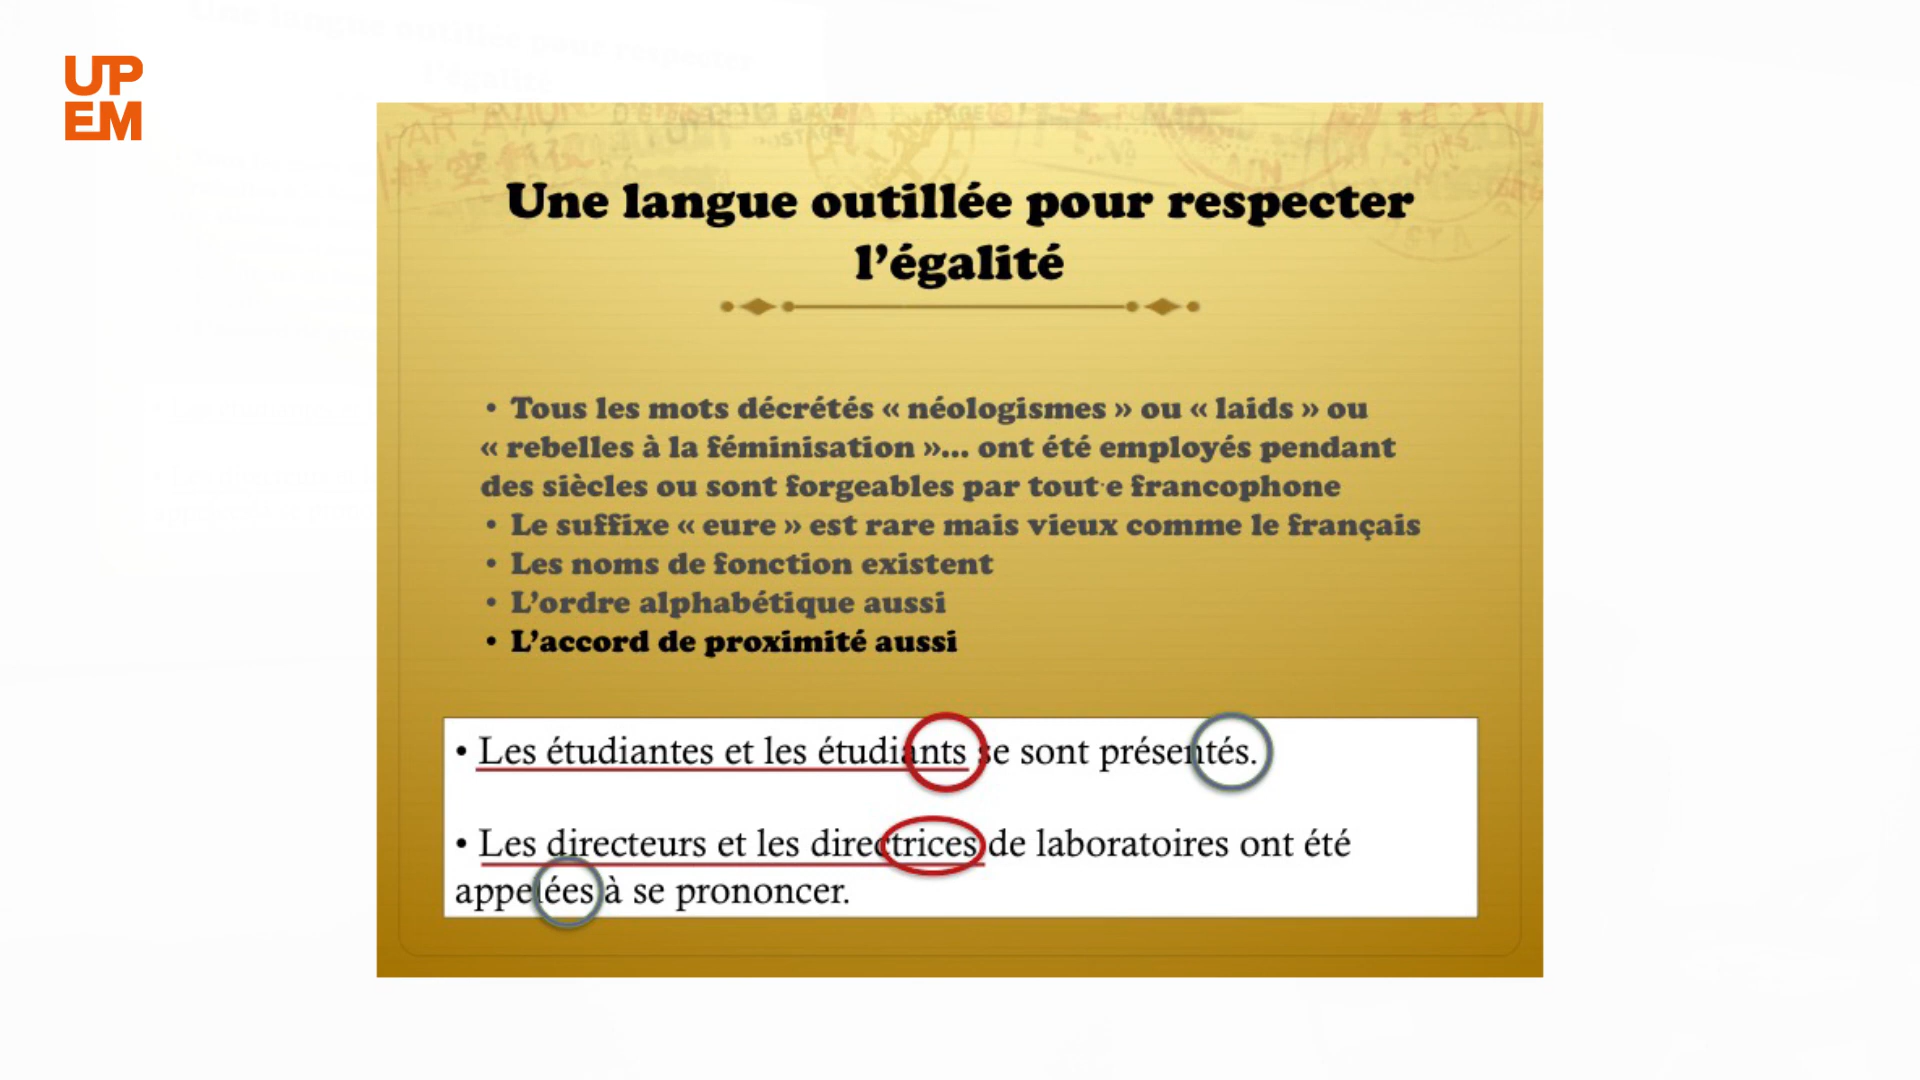 UP
EM
Une langue outillée pour respecter
l’égalité
• Tous les mots décrétés « néologismes » ou « laids » ou
« rebelles à la féminisation »... ont été employés pendant
des siècles ou sont forgeables par tout·e francophone
• Le suffixe « eure » est rare mais vieux comme le français
• Les noms de fonction existent
• L’ordre alphabétique aussi
• L’accord de proximité aussi
• Les étudiantes et les étudiants se sont présentés.
• Les directeurs et les directrices de laboratoires ont été
appelées à se prononcer.